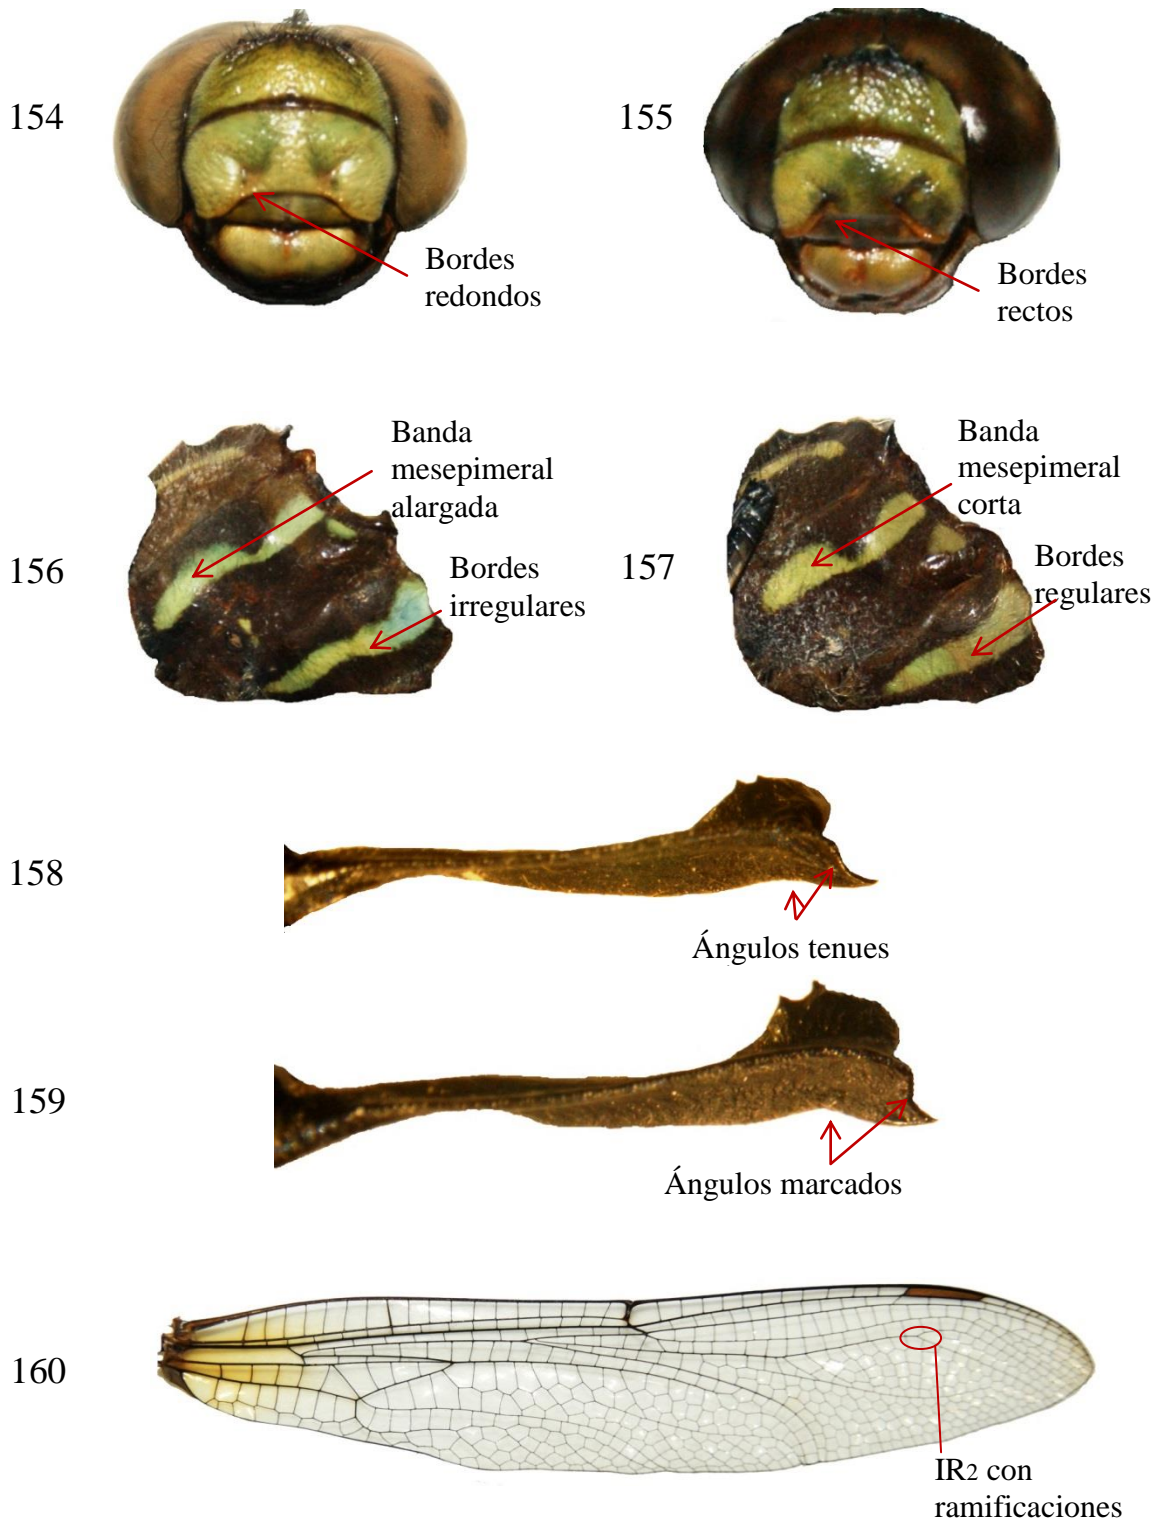 154
155
Bordes
redondos
Bordes
rectos
Banda
mesepimeral
alargada
Banda
mesepimeral
corta
156
Bordes
irregulares
157
Bordes
regulares
158
Ángulos tenues
159
Ángulos marcados
160
IR2 con
ramificaciones